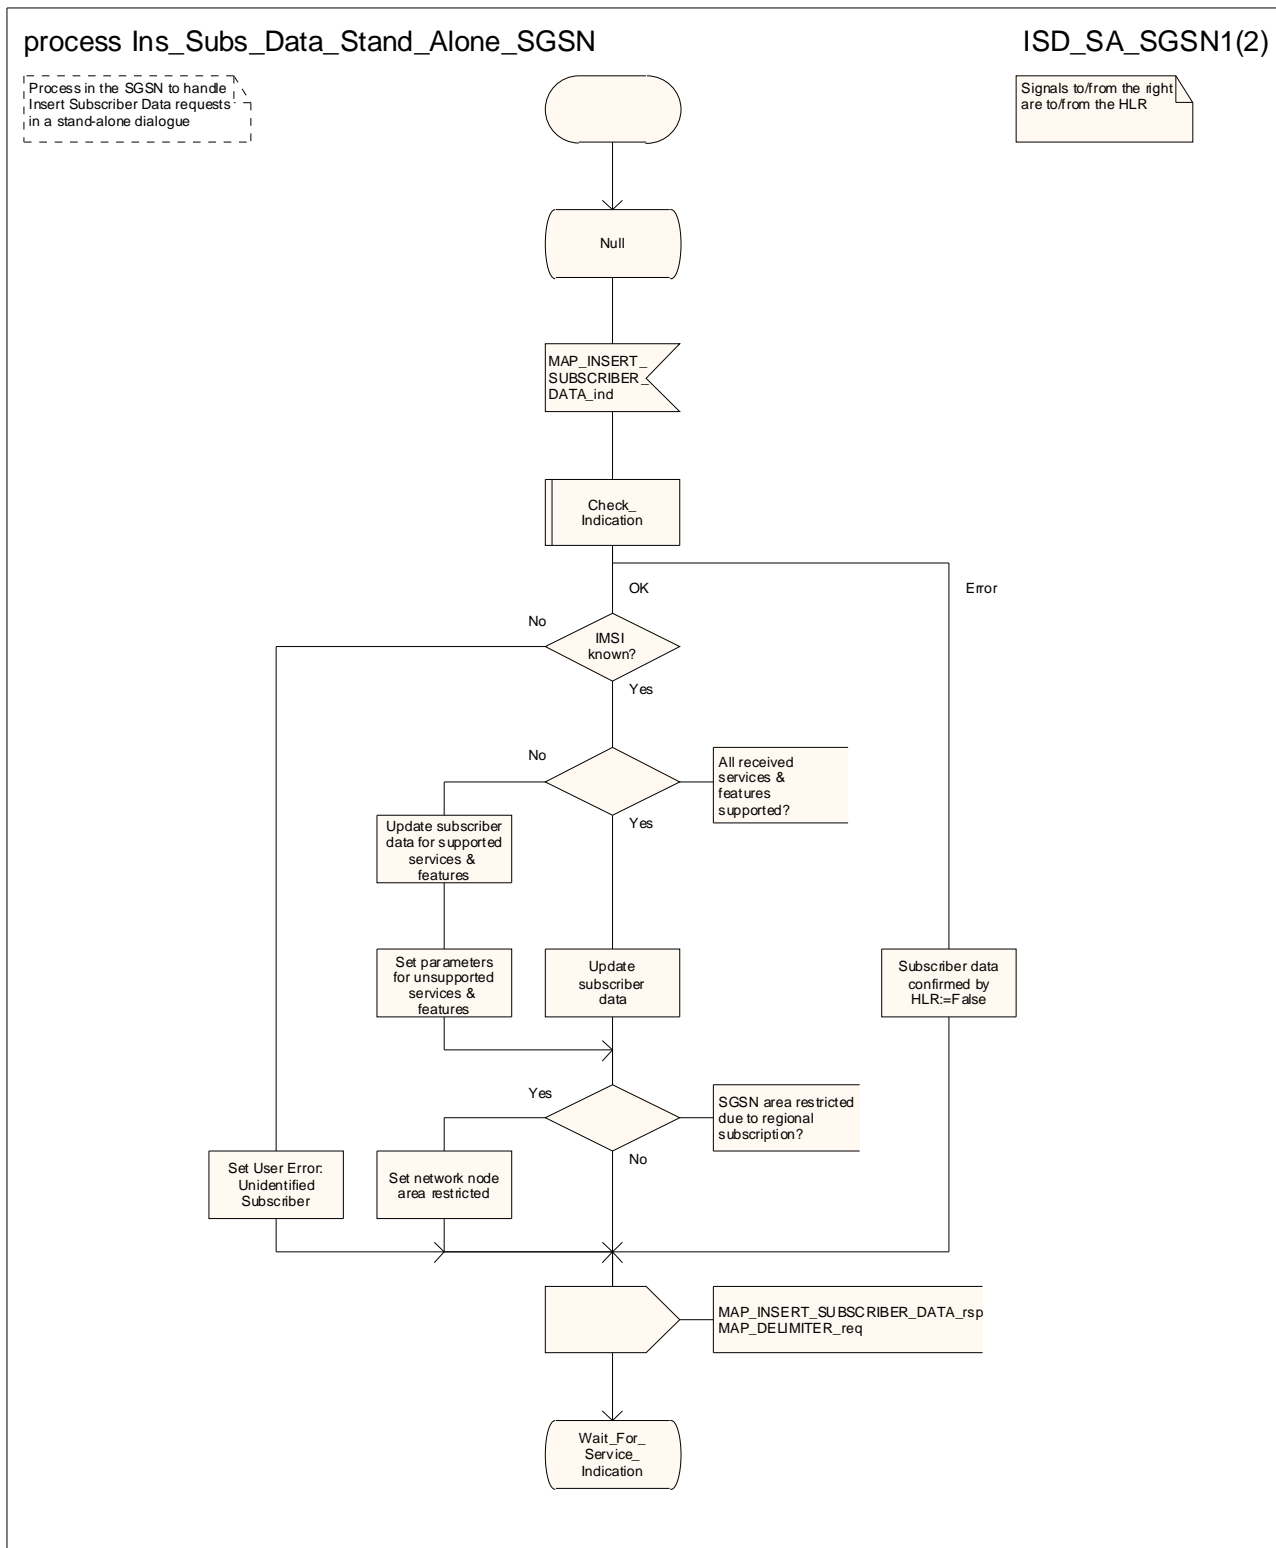 process Ins_Subs_Data_Stand_Alone_SGSN
ISD_SA_SGSN1(2)
Process in the SGSN to handle
Insert Subscriber Data requests
in a stand-alone dialogue
Signals to/from the right
are to/from the HLR
Null
MAP_INSERT_
SUBSCRIBER_
DATA_ind
Check_
Indication
OK
Error
No
IMSI
known?
Yes
No
All received
services &
features
supported?
Yes
Update subscriber
data for supported
services &
features
Set parameters
for unsupported
services &
features
Update
subscriber
data
Subscriber data
confirmed by
HLR:=False
Yes
SGSN area restricted
due to regional
subscription?
No
Set User Error:
Unidentified
Subscriber
Set network node
area restricted
MAP_INSERT_SUBSCRIBER_DATA_rsp
MAP_DELIMITER_req
Wait_For_
Service_
Indication